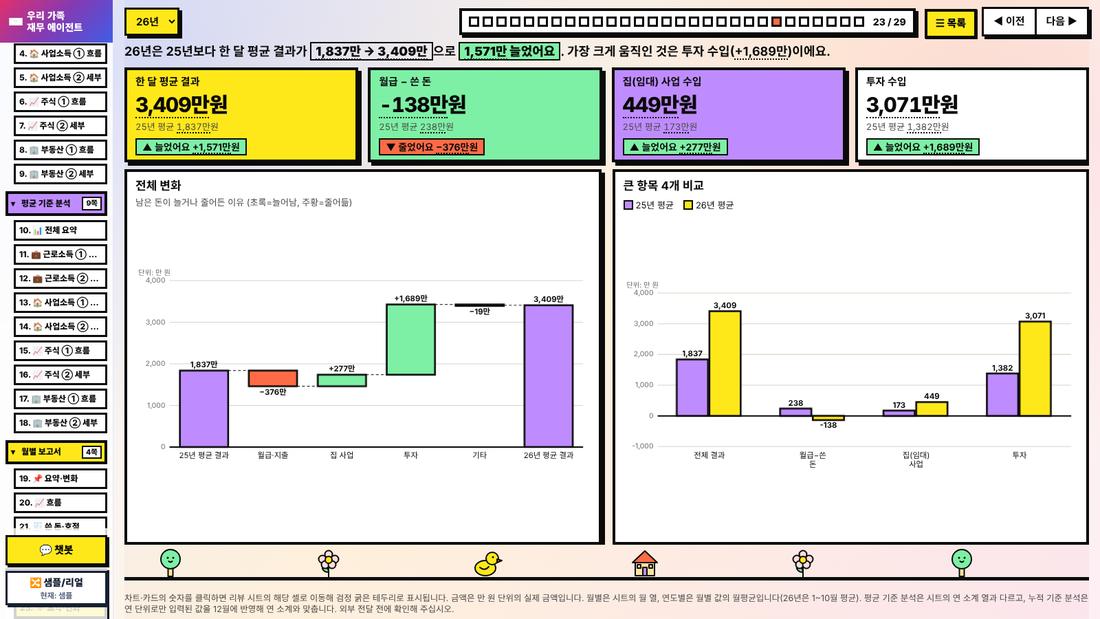 우리 가족
재무 에이전트
4. 🏠 사업소득 ① 흐름
5. 🏠 사업소득 ② 세부
6. 📈 주식 ① 흐름
7. 📈 주식 ② 세부
8. 🏢 부동산 ① 흐름
9. 🏢 부동산 ② 세부
▼ 평균 기준 분석 9쪽
10. 📊 전체 요약
11. 💼 근로소득 ① ...
12. 💼 근로소득 ② ...
13. 🏠 사업소득 ① ...
14. 🏠 사업소득 ② ...
15. 📈 주식 ① 흐름
16. 📈 주식 ② 세부
17. 🏢 부동산 ① 흐름
18. 🏢 부동산 ② 세부
▼ 월별 보고서 4쪽
19. 📌 요약·변화
20. 📈 흐름
21. 🧾 쓴 돈·흐점
💬 챗봇
🔀 샘플/리얼
현재: 샘플
26년
23 / 29
☰ 목록
◀ 이전
다음 ▶
26년은 25년보다 한 달 평균 결과가 1,837만 → 3,409만 으로 1,571만 늘었어요 . 가장 크게 움직인 것은 투자 수입(+1,689만)이에요.
한 달 평균 결과
3,409만원
25년 평균 1,837만원
▲ 늘었어요 +1,571만원
월급 − 쓴 돈
-138만원
25년 평균 238만원
▼ 줄었어요 −376만원
집(임대) 사업 수입
449만원
25년 평균 173만원
▲ 늘었어요 +277만원
투자 수입
3,071만원
25년 평균 1,382만원
▲ 늘었어요 +1,689만원
전체 변화
남은 돈이 늘거나 줄어든 이유 (초록=늘어남, 주황=줄어듦)
단위: 만 원
4,000
3,000
2,000
1,000
0
1,837만
−376만
+277만
+1,689만
−19만
3,409만
25년 평균 결과
월급·지출
집 사업
투자
기타
26년 평균 결과
큰 항목 4개 비교
25년 평균
26년 평균
단위: 만 원
4,000
3,000
2,000
1,000
0
-1,000
1,837
3,409
238
-138
173
449
1,382
3,071
전체 결과
월급−쓴
돈
집(임대)
사업
투자
차트·카드의 숫자를 클릭하면 리뷰 시트의 해당 셀로 이동해 검정 굵은 테두리로 표시됩니다. 금액은 만 원 단위의 실제 금액입니다. 월별은 시트의 월 열, 연도별은 월별 값의 월평균입니다(26년은 1~10월 평균). 평균 기준 분석은 시트의 연 소계 열과 다르고, 누적 기준 분석은
연 단위로만 입력된 값을 12월에 반영해 연 소계와 맞춥니다. 외부 전달 전에 확인해 주십시오.